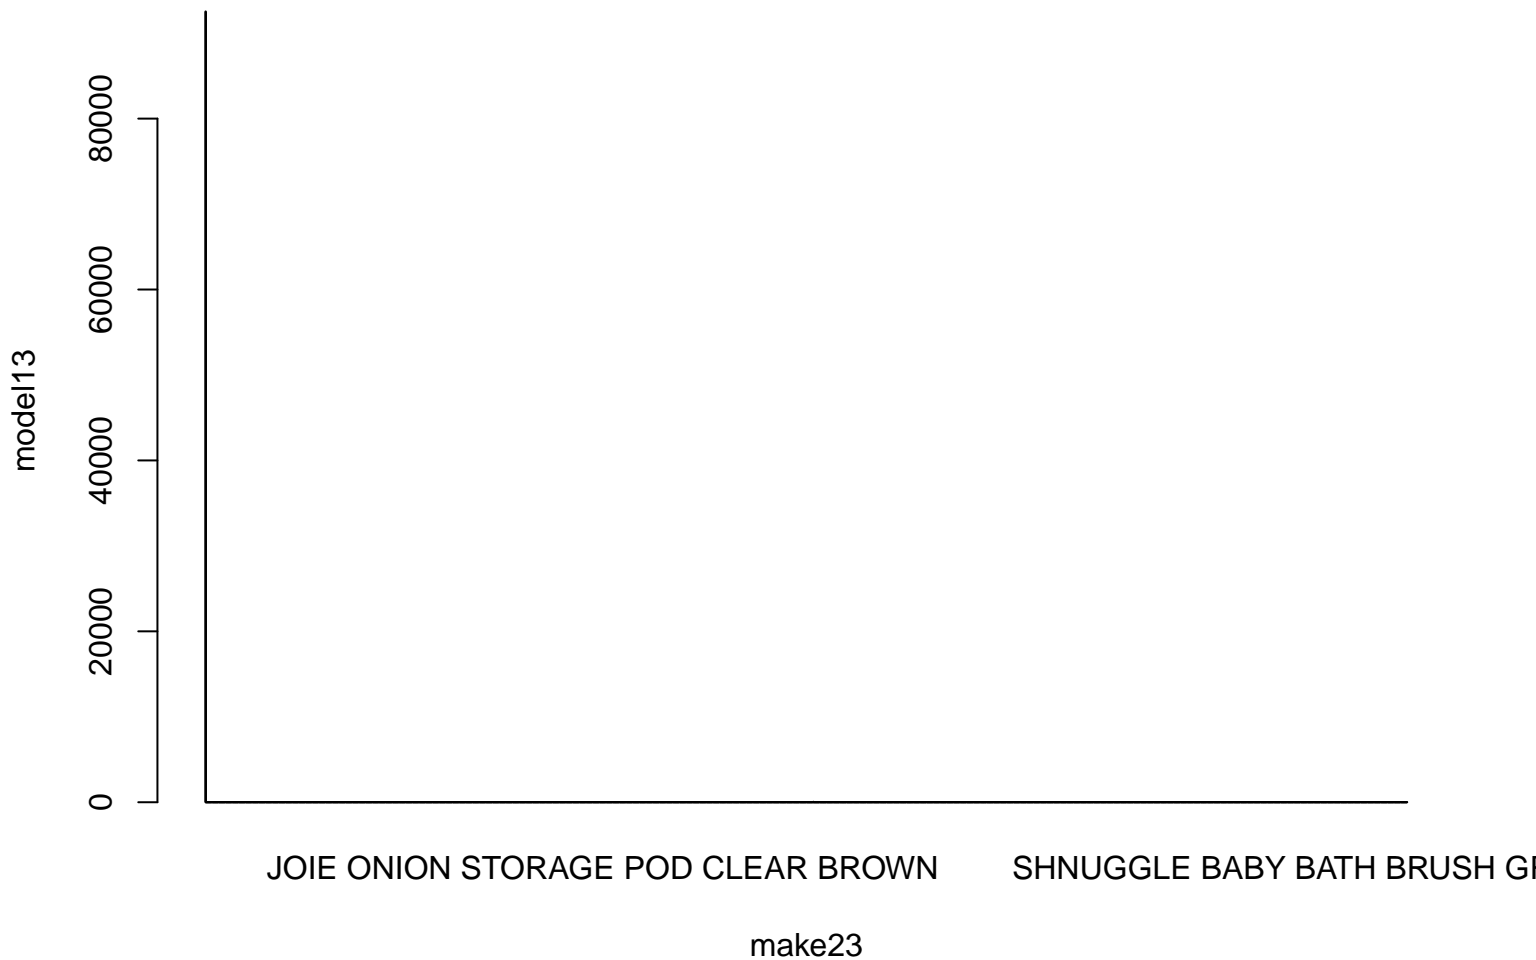 80000
60000
40000
20000
0
model13
JOIE ONION STORAGE POD CLEAR BROWN
SHNUGGLE BABY BATH BRUSH
make23